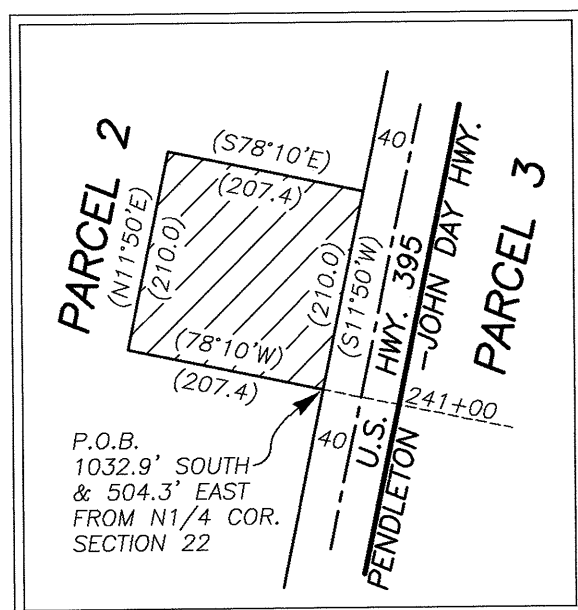 PARCEL 2
(N11°50'E)
(210.0)
(S78°10'E)
(207.4)
(210.0)
(S11°50'W)
(78°10'W)
(207.4)
40
40
U.S. HWY. 395
PENDLETON—JOHN DAY HWY.
PARCEL 3
241+00
P.O.B.
1032.9' SOUTH
& 504.3' EAST
FROM N1/4 COR.
SECTION 22